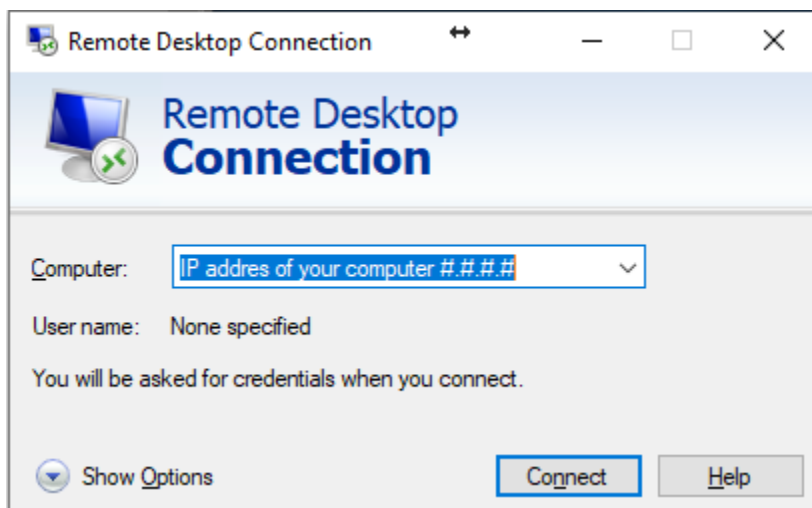 Remote Desktop Connection
Remote Desktop
Connection
Computer: IP addres of your computer #.#.#.#
User name: None specified
You will be asked for credentials when you connect.
Show Options Connect Help